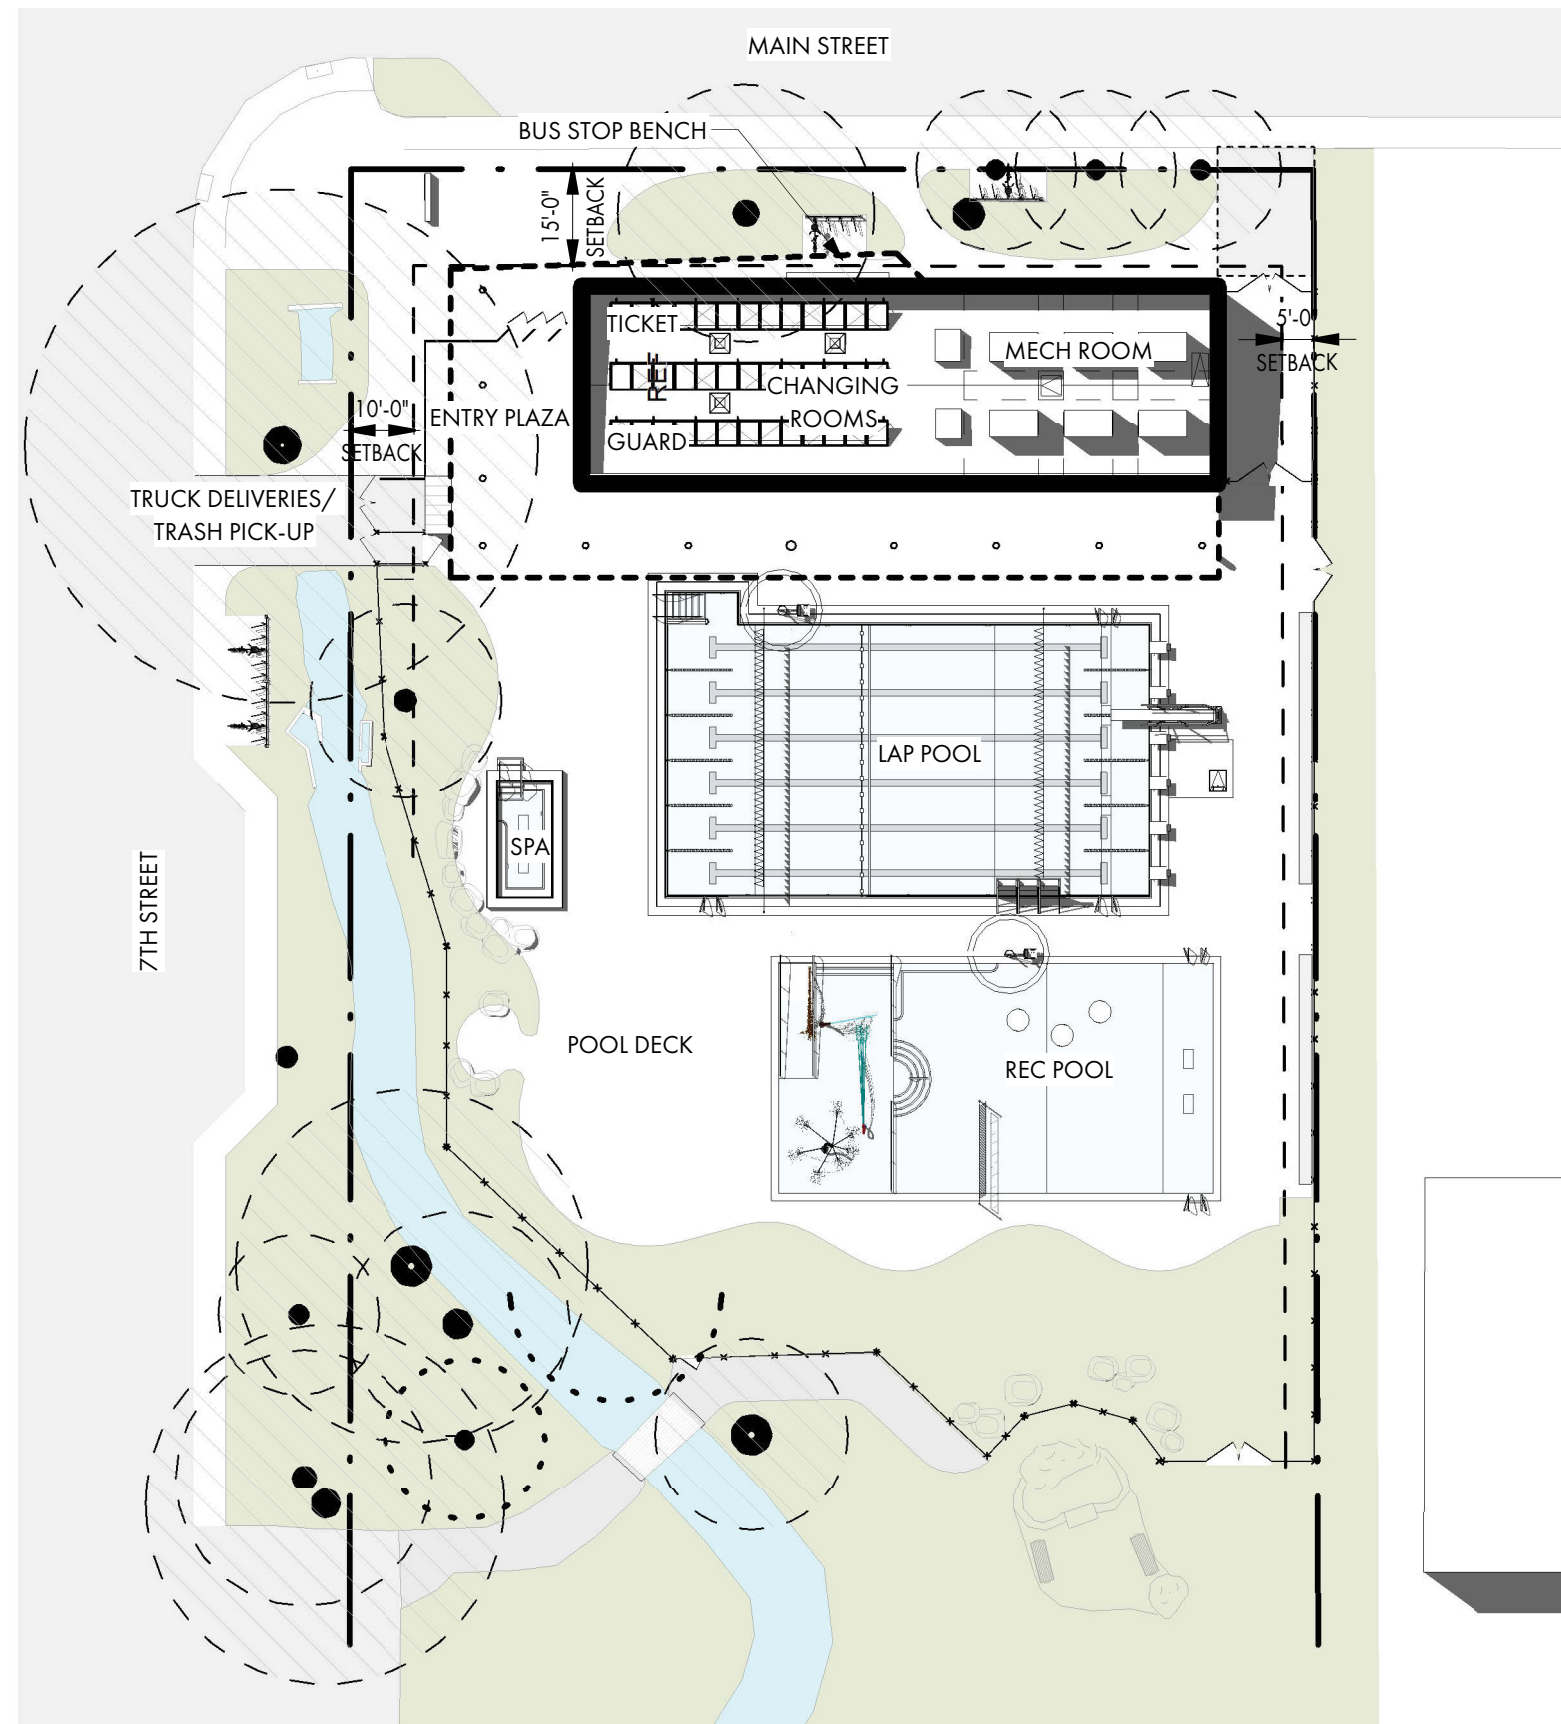 MAIN STREET
BUS STOP BENCH
15'-0"
SETBACK
TICKET
MECH ROOM
5'-0
SETBACK
CHANGING
ROOMS
10'-0"
SETBACK
ENTRY PLAZA
GUARD
TRUCK DELIVERIES/
TRASH PICK-UP
LAP POOL
SPA
7TH STREET
POOL DECK
REC POOL